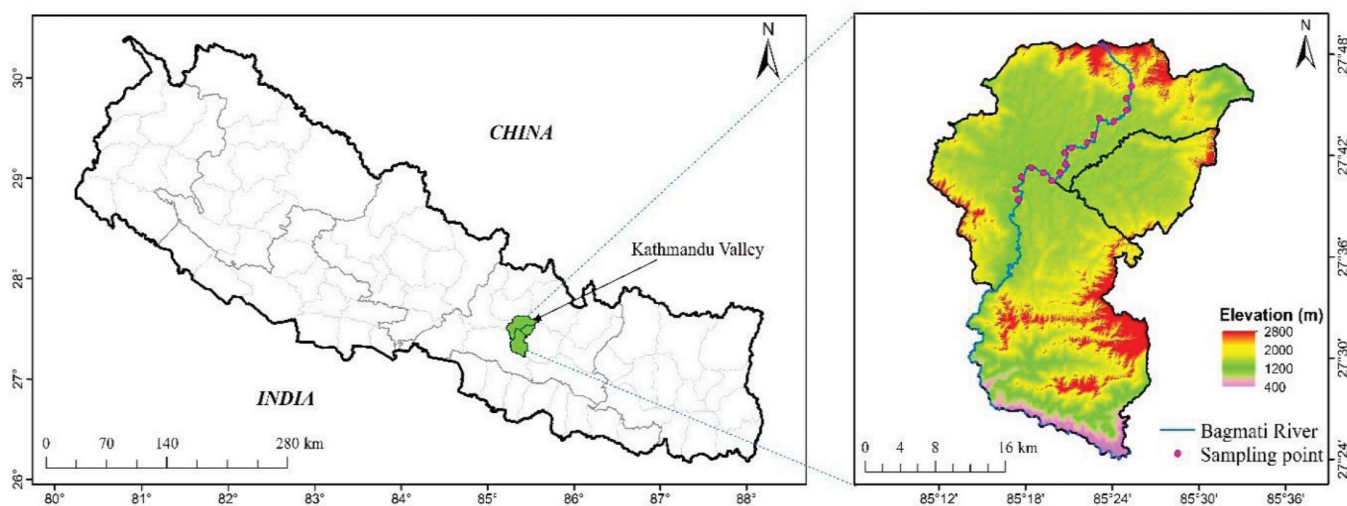 N
30°
29°
28°
27°
26°
CHINA
Kathmandu Valley
INDIA
0 70 140 280 km
80° 81° 82° 83° 84° 85° 86° 87° 88°
N
27°48'
27°42'
27°36'
27°30'
27°24'
Elevation (m)
2800
2000
1200
400
Bagmati River
Sampling point
0 4 8 16 km
85°12' 85°18' 85°24' 85°30' 85°36'